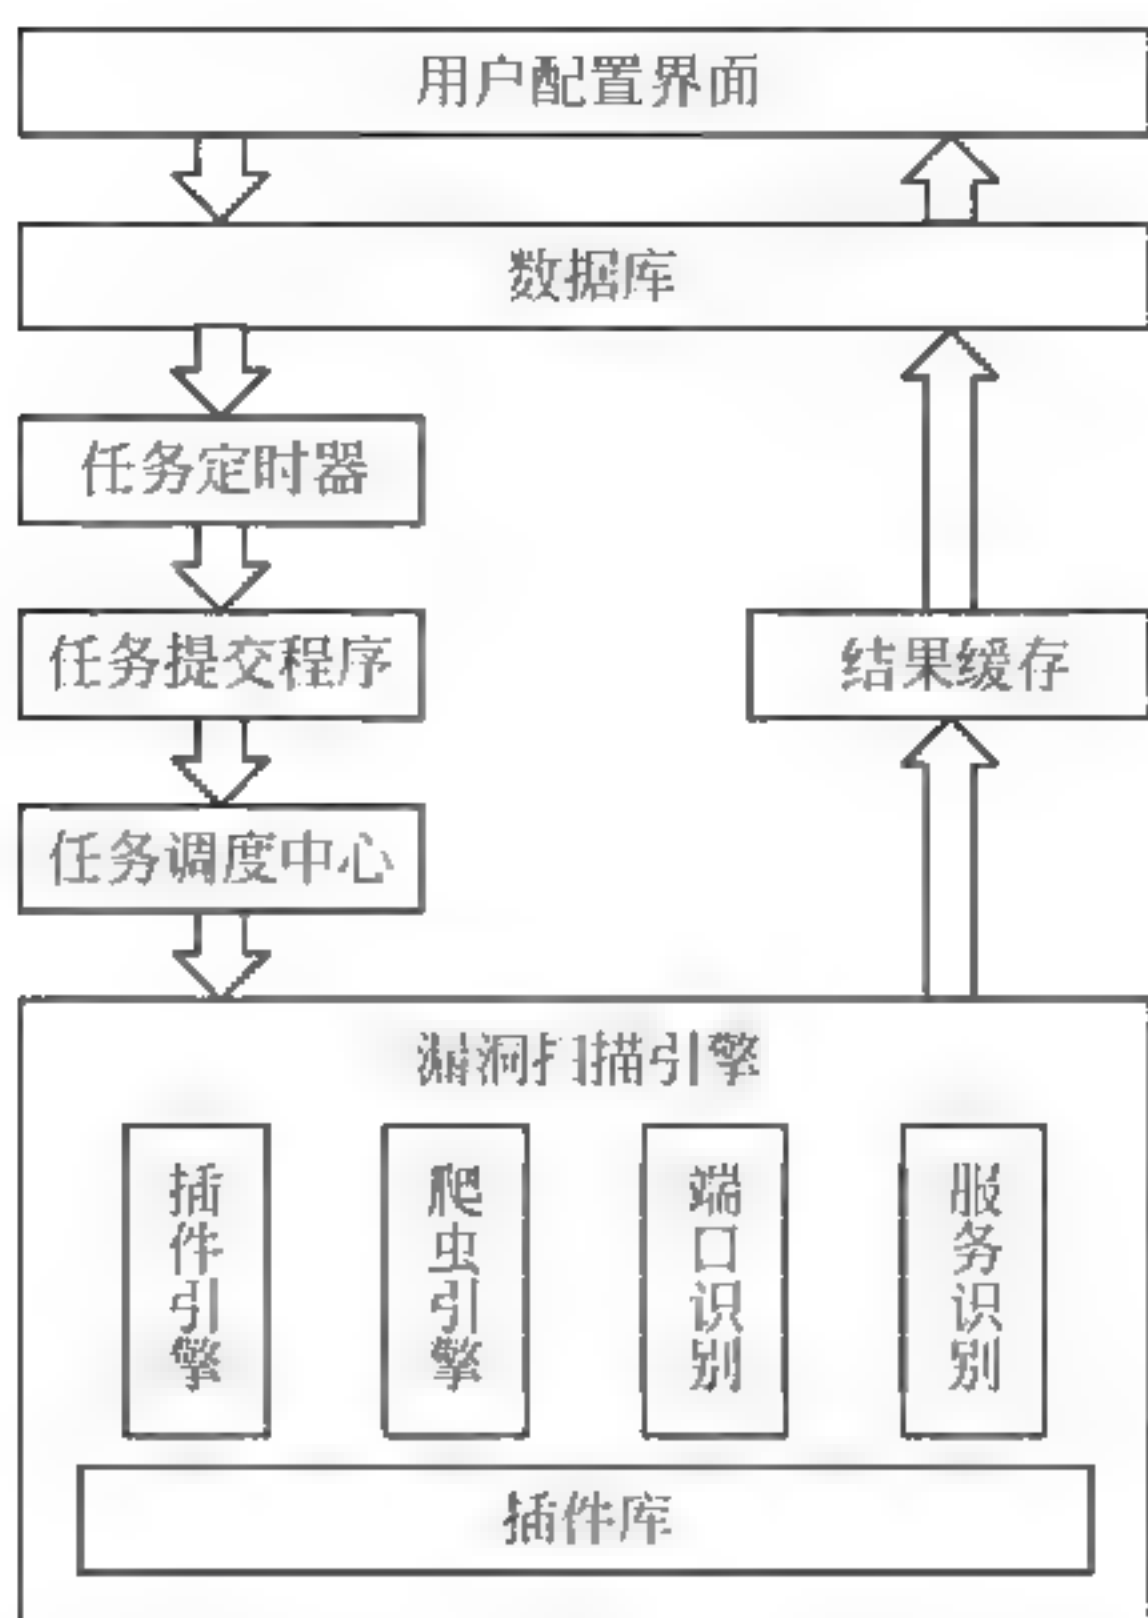 用户配置界面
数据库
任务定时器
任务提交程序
结果缓存
任务调度中心
漏洞扫描引擎
插件引擎
爬虫引擎
端口识别
服务识别
插件库